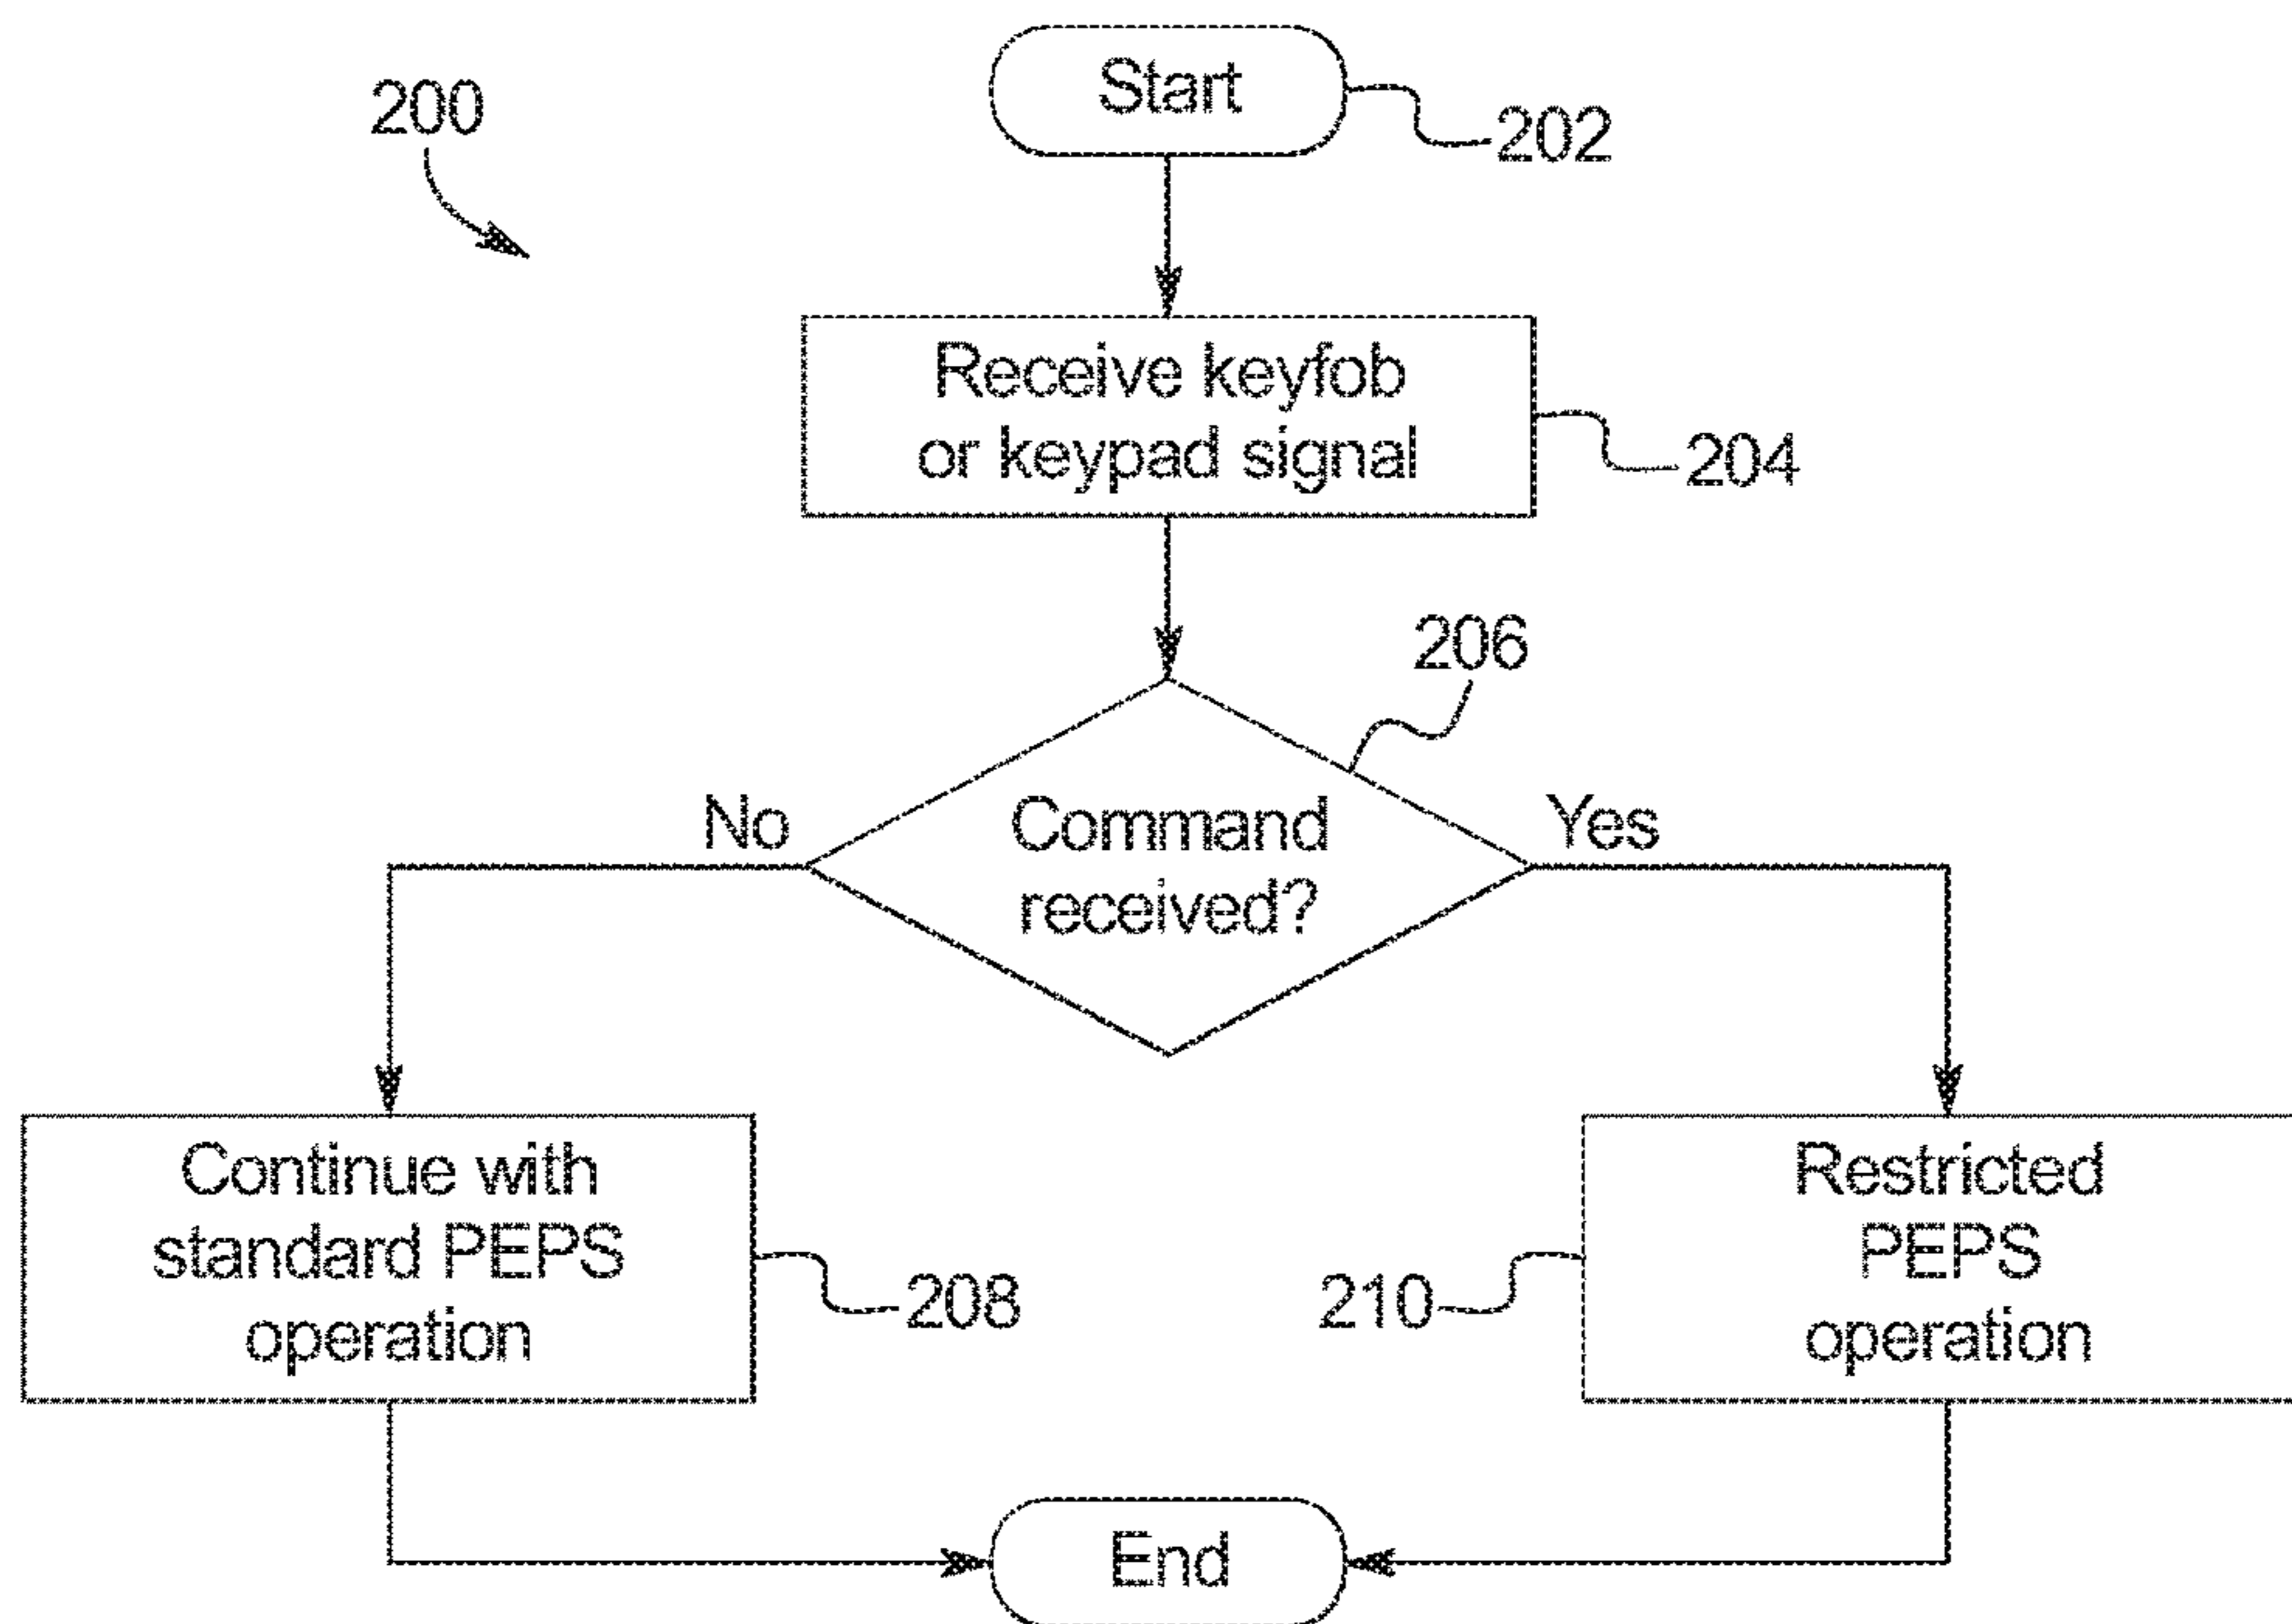 200
Start
202
Receive keyfob
or keypad signal
204
206
No
Command
received?
Yes
Continue with
standard PEPS
operation
208
210
Restricted
PEPS
operation
End